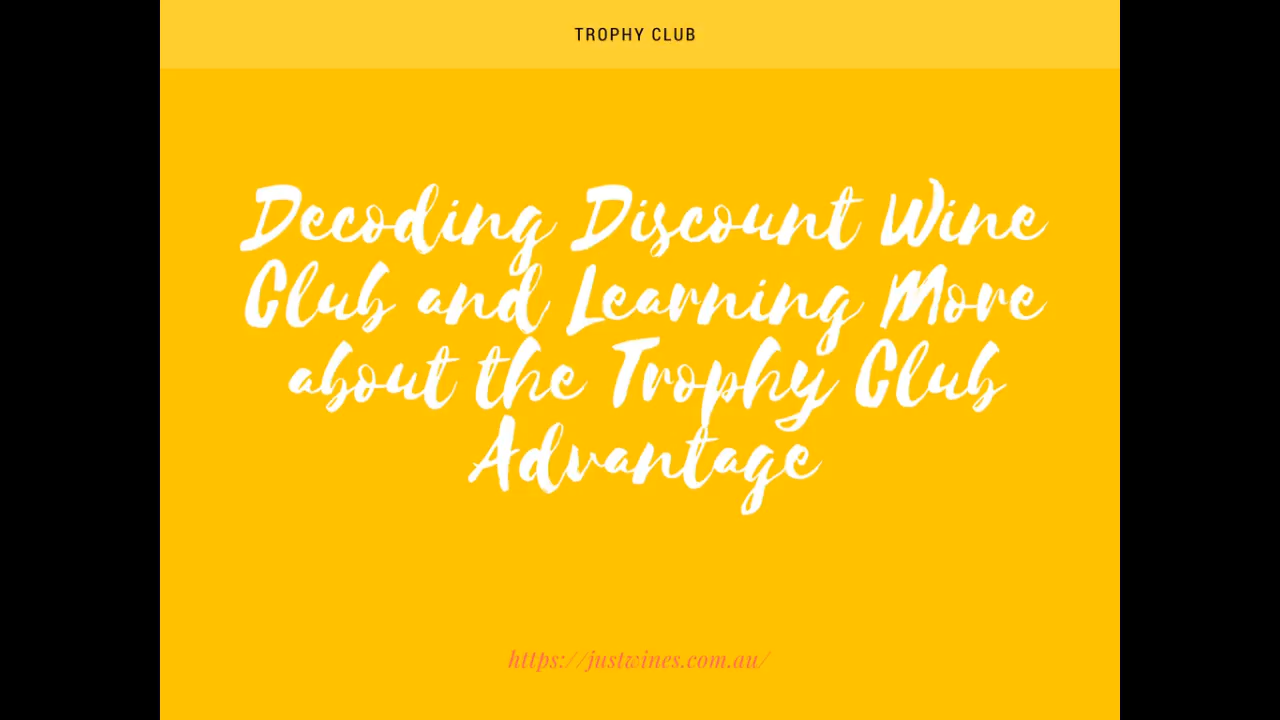 TROPHY CLUB
Decoding Discount Wine
Club and Learning More
about the Trophy Club
Advantage
https://justwines.com.au/